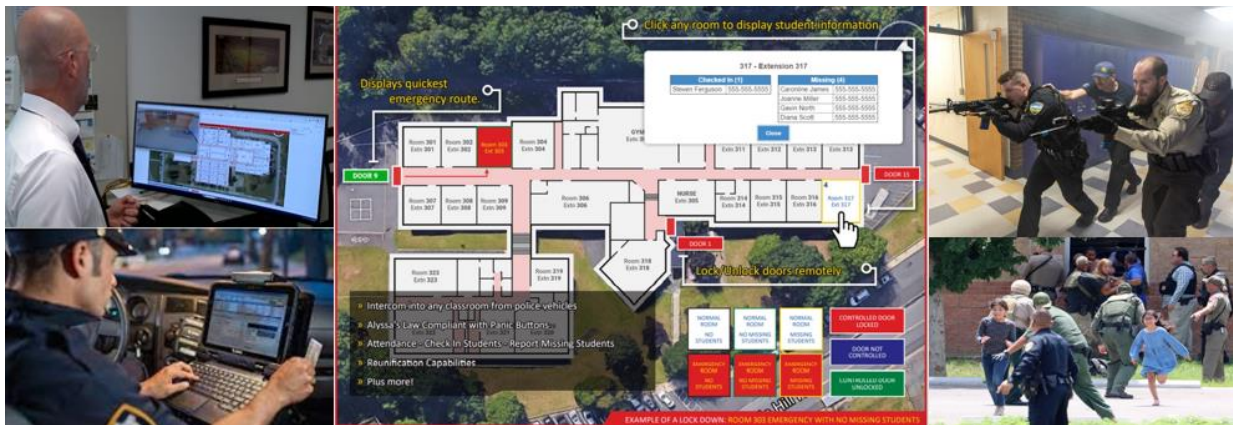 Click any room to display student information
317 - Extension 317
Checked In (1)
Missing (4)
Steven Ferguson 555-555-5555
Caroniine James 555-555-5555
Joanne Miller 555-555-5555
Gavin North 555-555-5555
Diana Scott 555-555-5555
Close
Displays quickest
emergency route.
Room 301
Extn 301
Room 302
Extn 302
Room 303
Ext 303
Room 304
Extn 304
GYM
Extn 311
Extn 312
Extn 313
Extn 313
DOOR 9
DOOR 11
Room 307
Extn 307
Room 308
Extn 308
Room 309
Extn 309
Room 306
Extn 306
NURSE
Extn 305
Room 314
Extn 314
Room 315
Extn 315
Room 316
Extn 316
4
Room 317
Ext 317
DOOR 1
Room 318
Extn 318
Room 323
Extn 323
Room 319
Extn 319
Lock/Unlock doors remotely
» Intercom into any classroom from police vehicles
» Alyssa's Law Compliant with Panic Buttons
» Attendance - Check In Students - Report Missing Students
» Reunification Capabilities
» Plus more!
NORMAL
ROOM
NO
STUDENTS
NORMAL
ROOM
NO MISSING
STUDENTS
NORMAL
ROOM
MISSING
STUDENTS
EMERGENCY
ROOM
NO
STUDENTS
EMERGENCY
ROOM
NO MISSING
STUDENTS
EMERGENCY
ROOM
MISSING
STUDENTS
CONTROLLED DOOR
LOCKED
DOOR NOT
CONTROLLED
CONTROLLED DOOR
UNLOCKED
EXAMPLE OF A LOCK DOWN: ROOM 303 EMERGENCY WITH NO MISSING STUDENTS